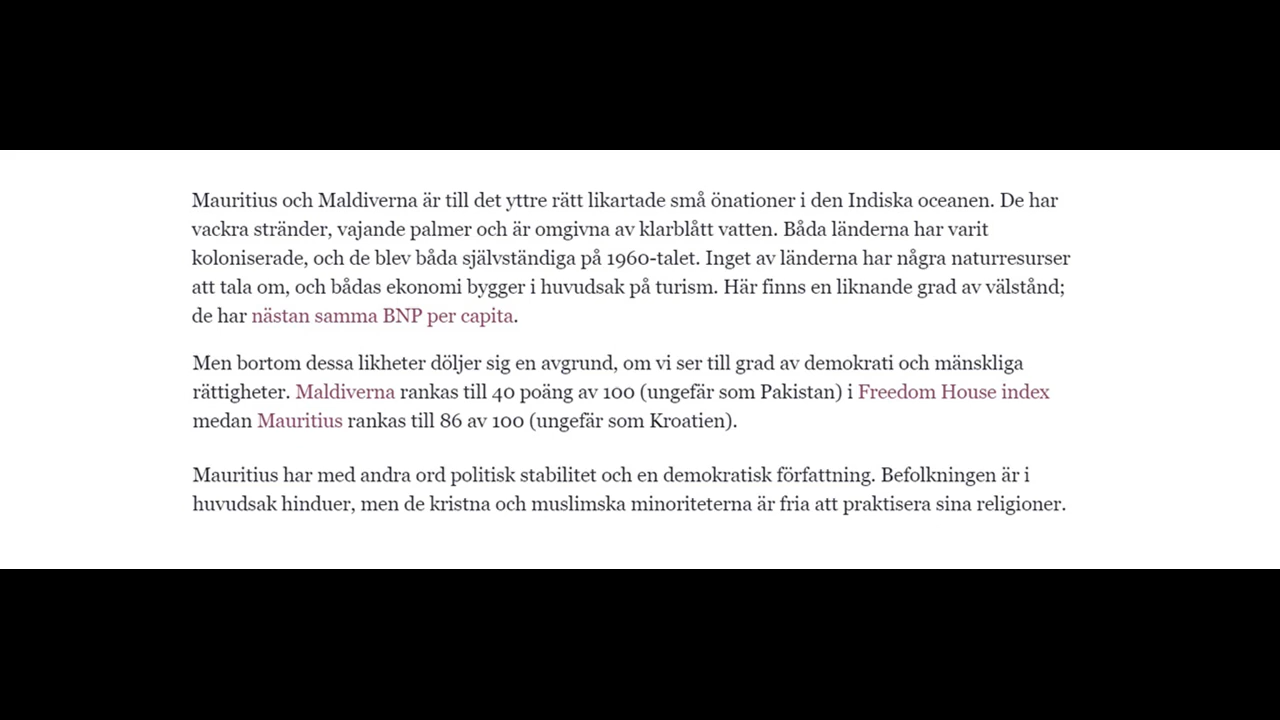 Mauritius och Maldiverna är till det yttre rätt likartade små önationer i den Indiska oceanen. De har
vackra stränder, vajande palmer och är omgivna av klarblått vatten. Båda länderna har varit
koloniserade, och de blev båda självständiga på 1960-talet. Inget av länderna har några naturresurser
att tala om, och bådas ekonomi bygger i huvudsak på turism. Här finns en liknande grad av välstånd;
de har nästan samma BNP per capita.
Men bortom dessa likheter döljer sig en avgrund, om vi ser till grad av demokrati och mänskliga
rättigheter. Maldiverna rankas till 40 poäng av 100 (ungefär som Pakistan) i Freedom House index
medan Mauritius rankas till 86 av 100 (ungefär som Kroatien).
Mauritius har med andra ord politisk stabilitet och en demokratisk författning. Befolkningen är i
huvudsak hinduer, men de kristna och muslimska minoriteterna är fria att praktisera sina religioner.